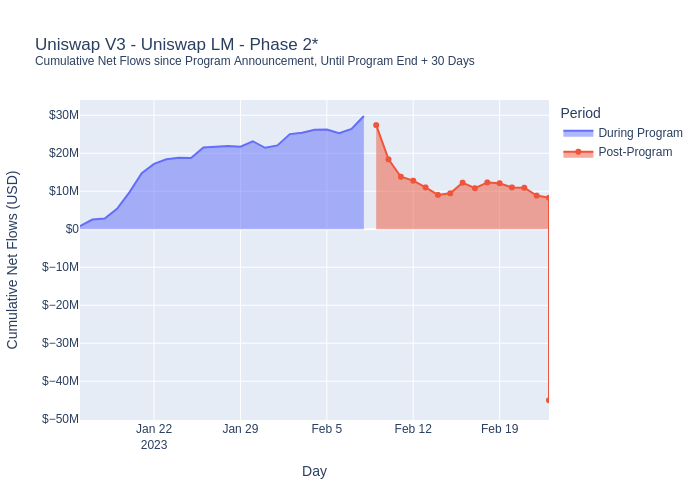 Uniswap V3 - Uniswap LM - Phase 2*
Cumulative Net Flows since Program Announcement, Until Program End + 30 Days
Period
During Program
Post-Program
Cumulative Net Flows (USD)
$30M
$20M
$10M
$0
$−10M
$−20M
$−30M
$−40M
$−50M
Jan 22
2023
Jan 29
Feb 5
Feb 12
Feb 19
Day